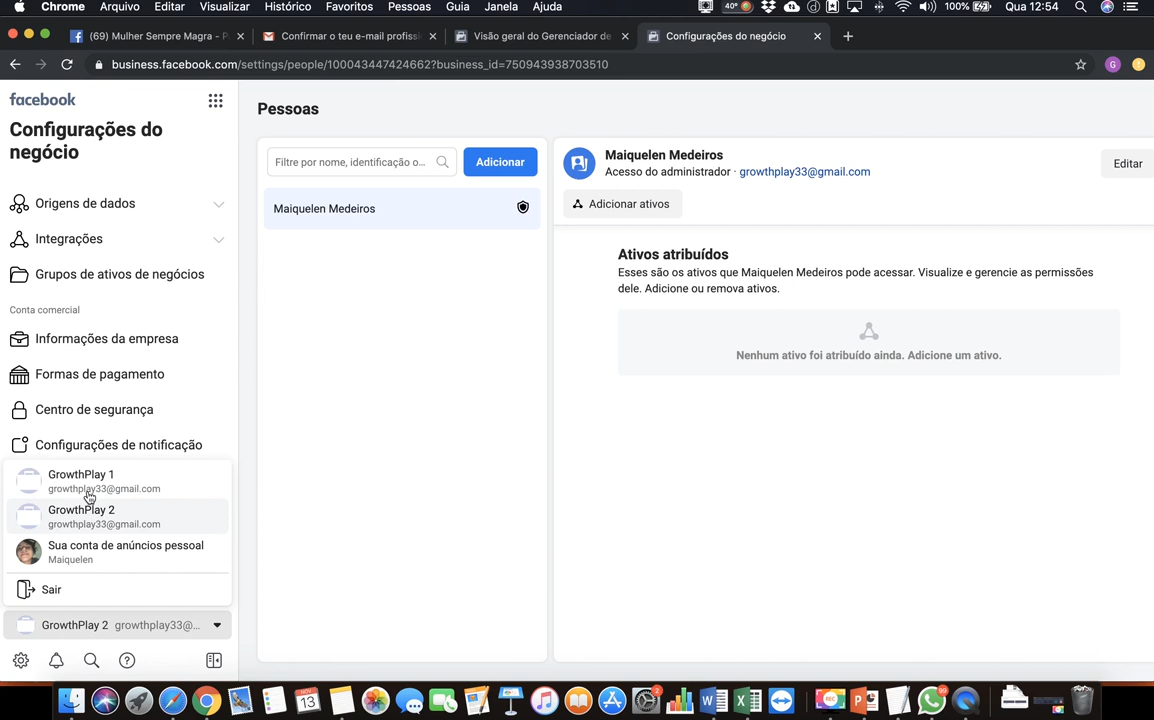 Chrome Arquivo Editar Visualizar Histórico Favoritos Pessoas Guia Janela Ajuda 40° 100% Qua 12:54
(69) Mulher Sempre Magra - P
Confirmar o teu e-mail profiss
Visão geral do Gerenciador de
Configurações do negócio
business.facebook.com/settings/people/100043447424662?business_id=750943938703510
G
facebook
Configurações do
negócio
Origens de dados
Integrações
Grupos de ativos de negócios
Conta comercial
Informações da empresa
Formas de pagamento
Centro de segurança
Configurações de notificação
GrowthPlay 1
growthplay33@gmail.com
GrowthPlay 2
growthplay33@gmail.com
Sua conta de anúncios pessoal
Maiquelen
Sair
GrowthPlay 2 growthplay33@...
Pessoas
Filtre por nome, identificação o...
Adicionar
Maiquelen Medeiros
Maiquelen Medeiros
Acesso do administrador · growthplay33@gmail.com
Editar
Adicionar ativos
Ativos atribuídos
Esses são os ativos que Maiquelen Medeiros pode acessar. Visualize e gerencie as permissões
dele. Adicione ou remova ativos.
Nenhum ativo foi atribuído ainda. Adicione um ativo.